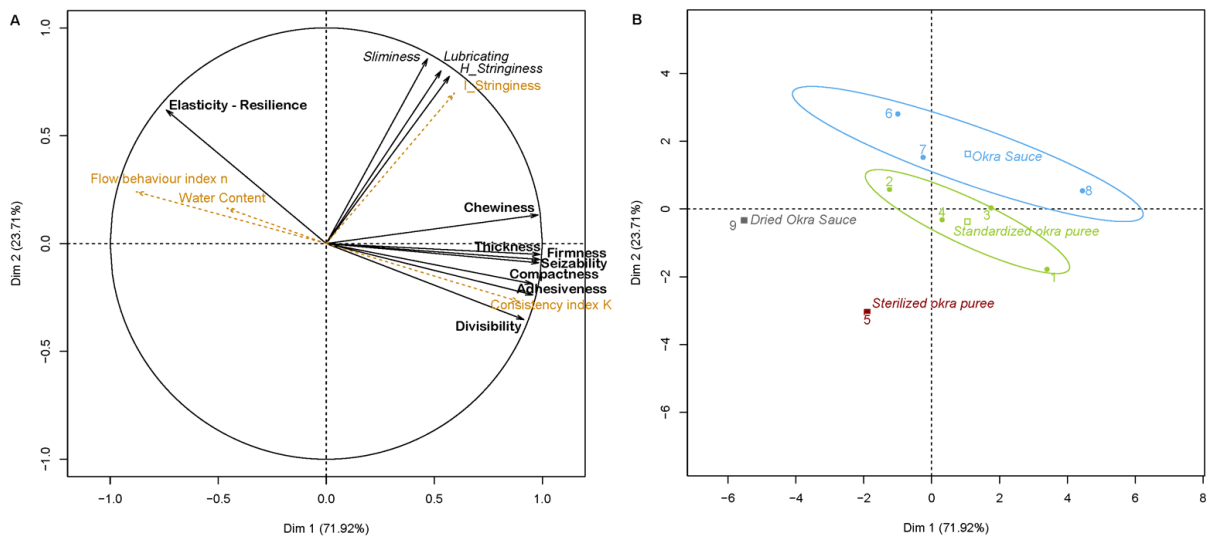 A
1.0
0.5
0.0
-0.5
-1.0
Dim 2 (23.71%)
Sliminess
Lubricating
H_Stringiness
I_Stringiness
Elasticity - Resilience
Flow behaviour index n
Water Content
Chewiness
Thickness
Firmness
Seizability
Compactness
Adhesiveness
Consistency index K
Divisibility
-1.0 -0.5 0.0 0.5 1.0
Dim 1 (71.92%)
B
4
2
0
-2
-4
-6
Dim 2 (23.71%)
6
7
Okra Sauce
8
2
4
3
Standardized okra puree
9
Dried Okra Sauce
1
Sterilized okra puree
5
-6 -4 -2 0 2 4 6 8
Dim 1 (71.92%)